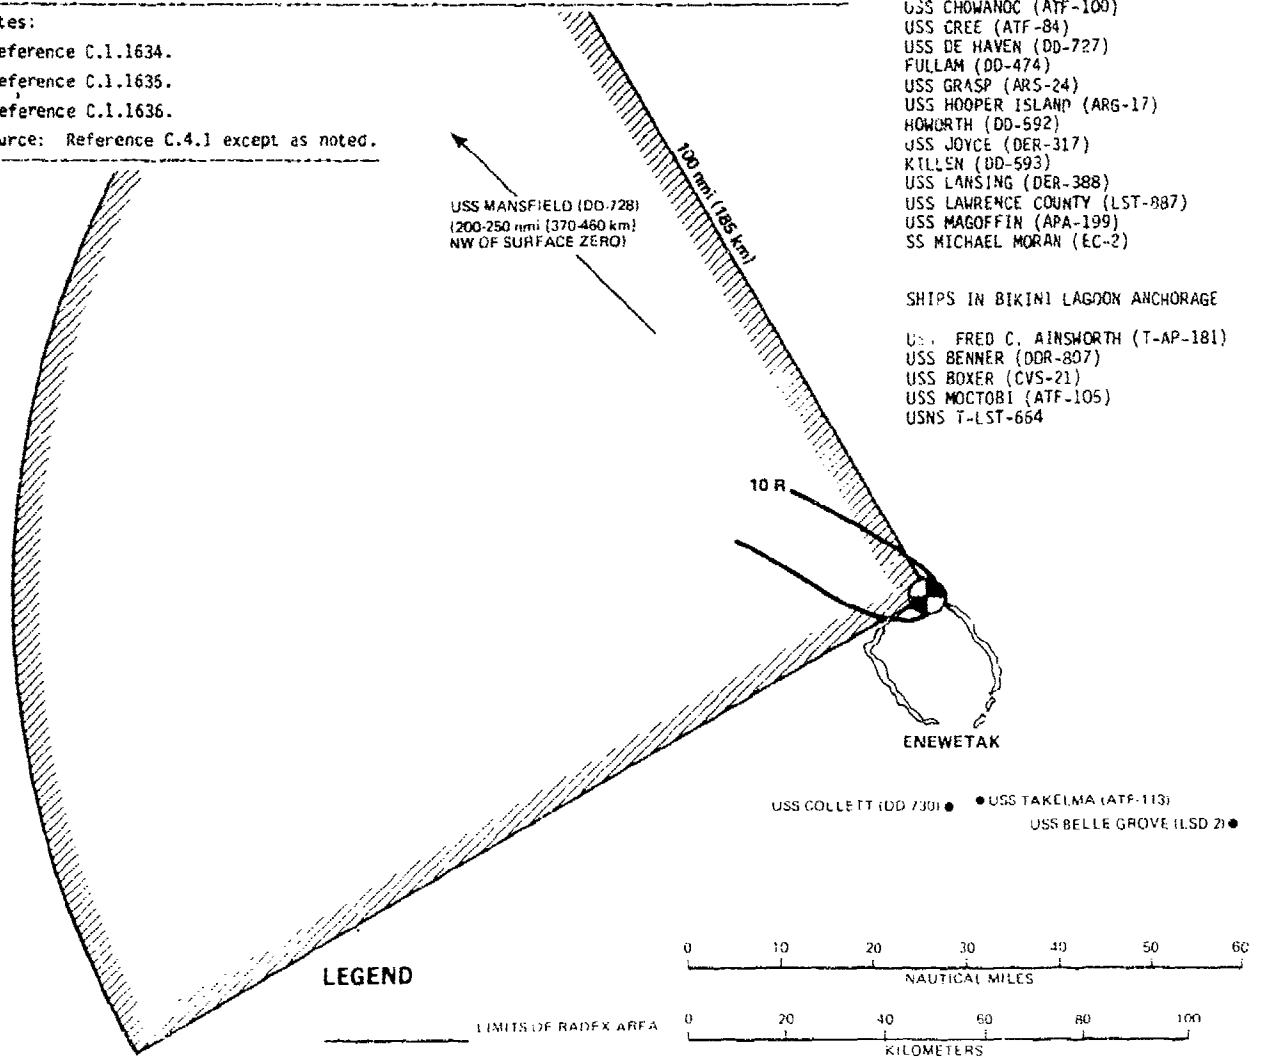 tes:
eference C.1.1634.
eference C.1.1635.
eference C.1.1636.
urce: Reference C.4.1 except as noted.
USS CHOWANOC (ATF-100)
USS CREE (ATF-84)
USS DE HAVEN (DD-727)
FULLAM (DD-474)
USS GRASP (ARS-24)
USS HOOPER ISLAND (ARG-17)
HOWORTH (DD-592)
USS JOYCE (DER-317)
KILLEN (DD-593)
USS LANSING (DER-388)
USS LAWRENCE COUNTY (LST-887)
USS MAGOFFIN (APA-199)
SS MICHAEL MORAN (EC-2)
SHIPS IN BIKINI LAGOON ANCHORAGE
FRED C. AINSWORTH (T-AP-181)
USS BENNER (DDR-807)
USS BOXER (CVS-21)
USS MOCTOBI (ATF-105)
USNS T-LST-664
100 nmi (185 km)
USS MANSFIELD (DD-728)
(200-250 nmi (370-460 km)
NW OF SURFACE ZERO)
10 R
ENEWETAK
USS COLLETT (DD 730)
USS TAKELMA (ATF-113)
USS BELLE GROVE (LSD 2)
0 10 20 30 40 50 60
NAUTICAL MILES
LEGEND
LIMITS OF RADEX AREA
0 20 40 60 80 100
KILOMETERS